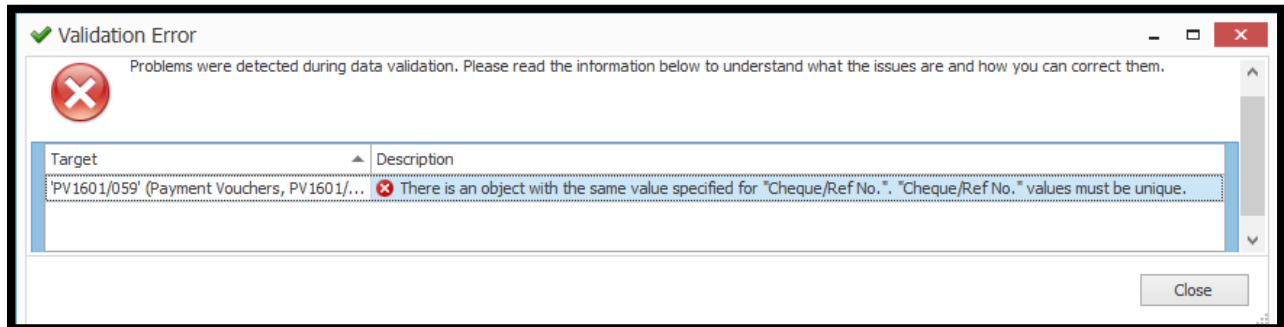 Validation Error
Problems were detected during data validation. Please read the information below to understand what the issues are and how you can correct them.
Target Description
'PV1601/059' (Payment Vouchers, PV1601/... There is an object with the same value specified for "Cheque/Ref No.". "Cheque/Ref No." values must be unique.
Close